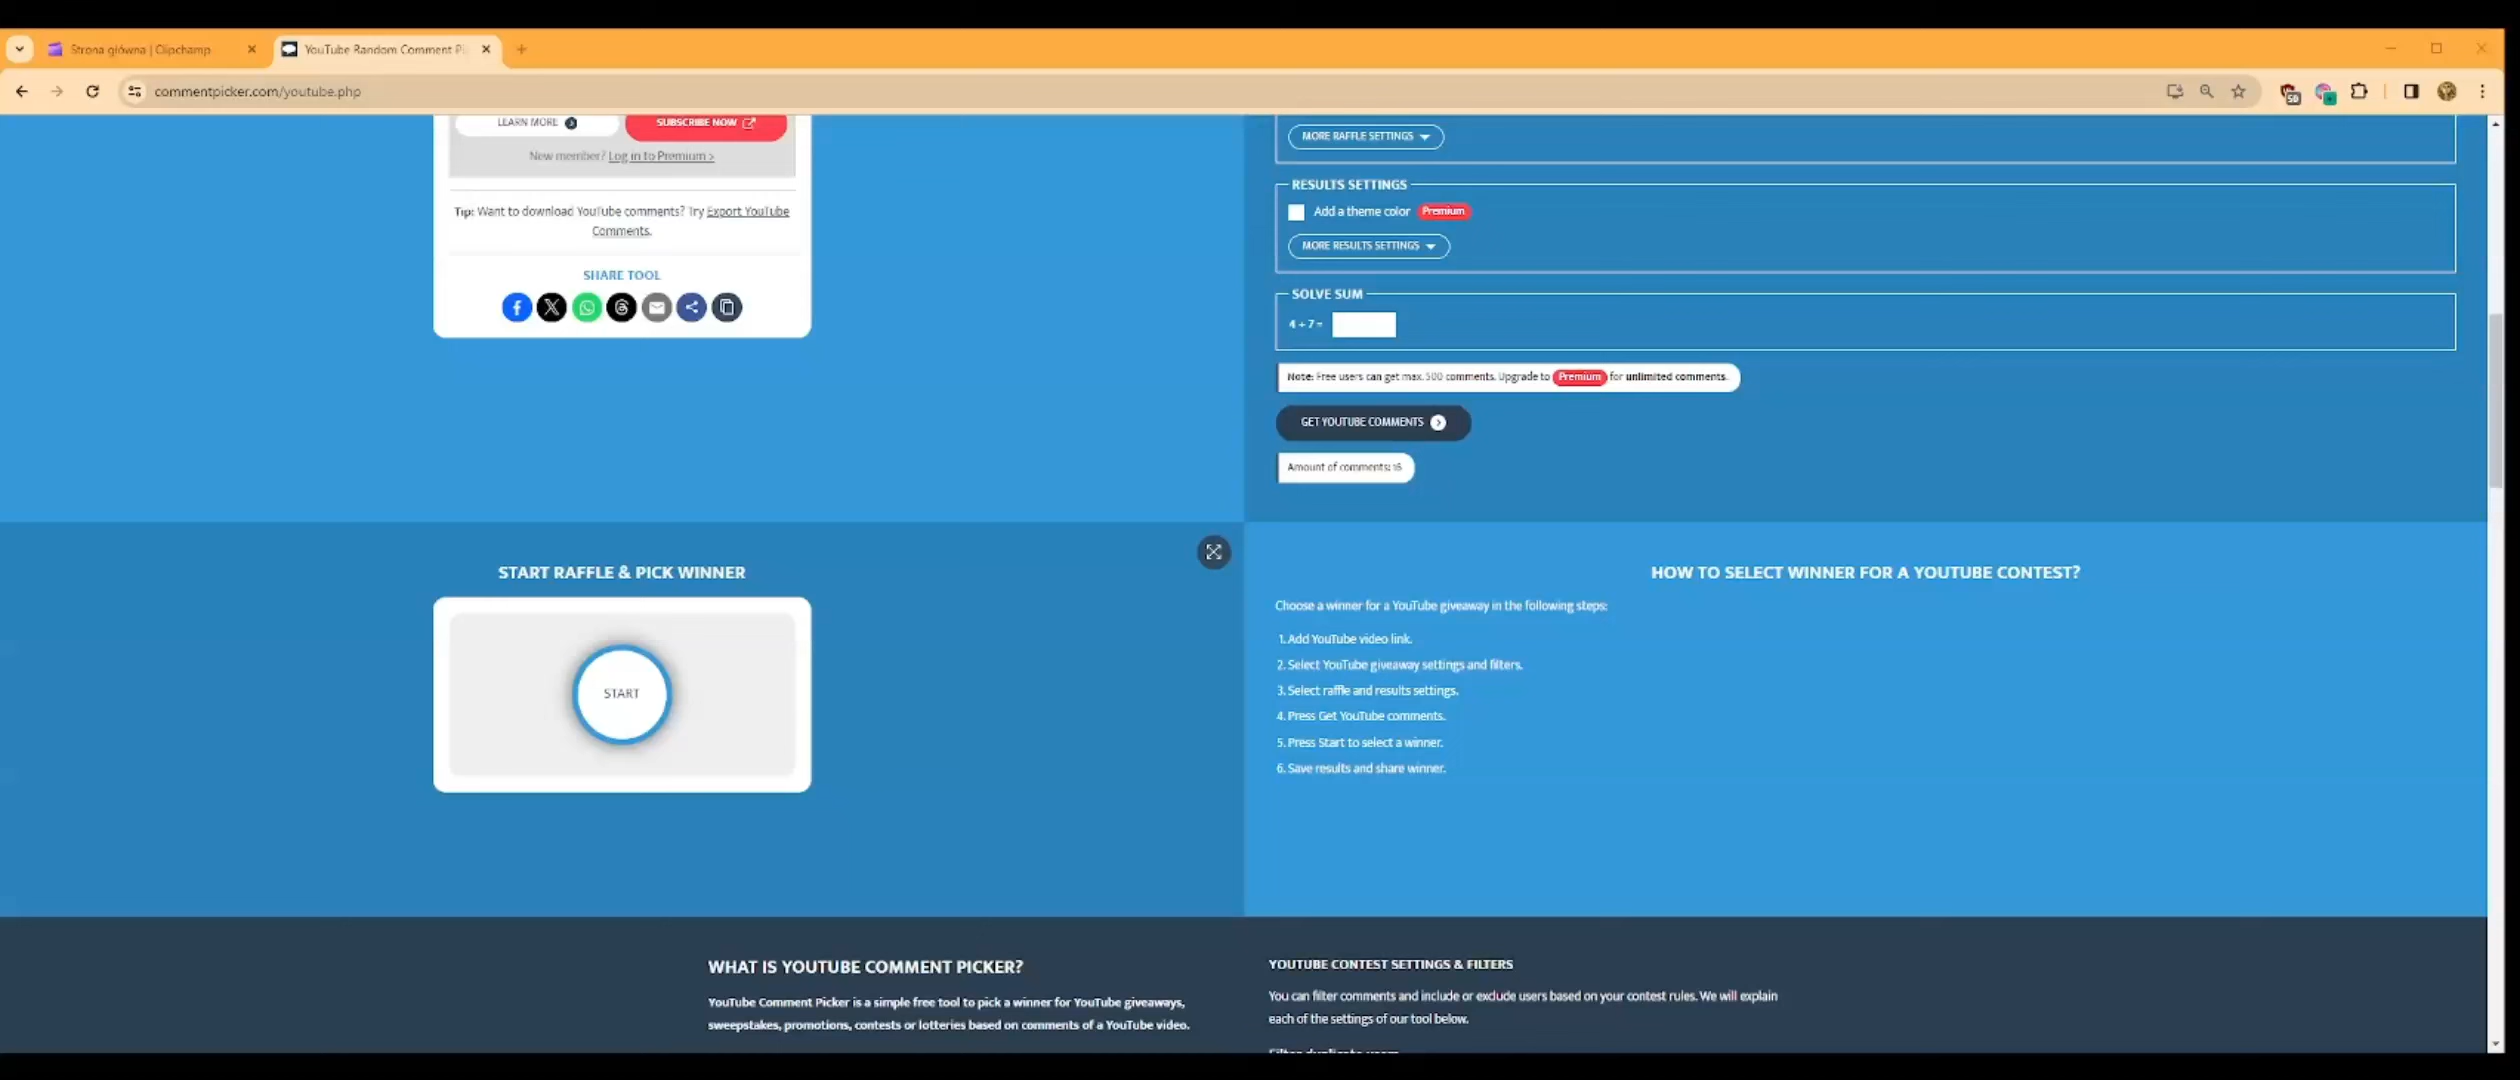 Strona główna | Clipchamp
YouTube Random Comment Pi
commentpicker.com/youtube.php
LEARN MORE
SUBSCRIBE NOW
New member? Log in to Premium >
Tip: Want to download YouTube comments? Try Export YouTube
Comments.
SHARE TOOL
MORE RAFFLE SETTINGS
RESULTS SETTINGS
Add a theme color Premium
MORE RESULTS SETTINGS
SOLVE SUM
4 + 7 =
Note: Free users can get max. 500 comments. Upgrade to Premium for unlimited comments.
GET YOUTUBE COMMENTS
Amount of comments: 16
START RAFFLE & PICK WINNER
START
HOW TO SELECT WINNER FOR A YOUTUBE CONTEST?
Choose a winner for a YouTube giveaway in the following steps:
1. Add YouTube video link.
2. Select YouTube giveaway settings and filters.
3. Select raffle and results settings.
4. Press Get YouTube comments.
5. Press Start to select a winner.
6. Save results and share winner.
WHAT IS YOUTUBE COMMENT PICKER?
YouTube Comment Picker is a simple free tool to pick a winner for YouTube giveaways,
sweepstakes, promotions, contests or lotteries based on comments of a YouTube video.
YOUTUBE CONTEST SETTINGS & FILTERS
You can filter comments and include or exclude users based on your contest rules. We will explain
each of the settings of our tool below.